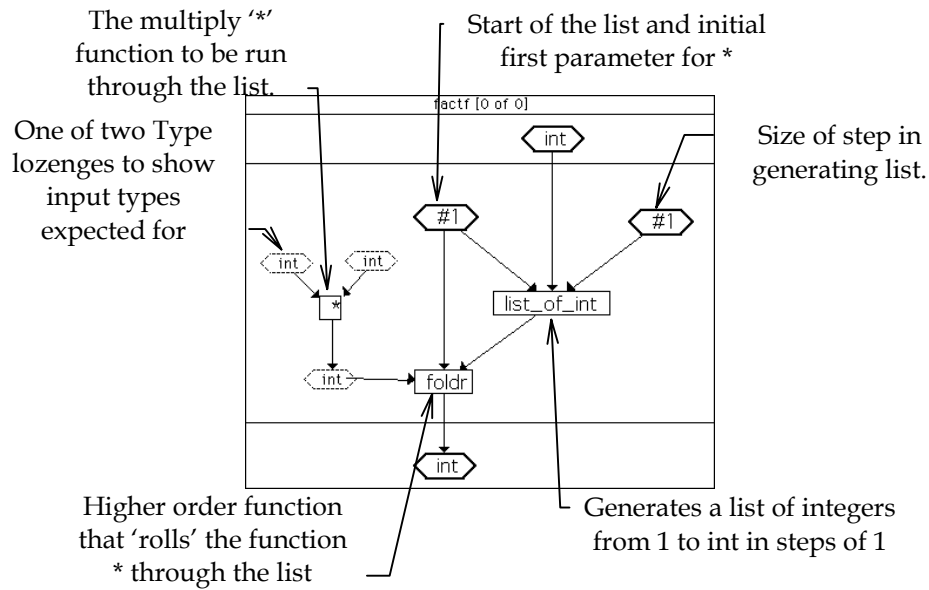 The multiply ‘*’
function to be run
through the list.
Start of the list and initial
first parameter for *
One of two Type
lozenges to show
input types
expected for
Size of step in
generating list.
factf [0 of 0]
int
#1
#1
int
int
*
list_of_int
int
foldr
int
Higher order function
that ‘rolls’ the function
* through the list
Generates a list of integers
from 1 to int in steps of 1